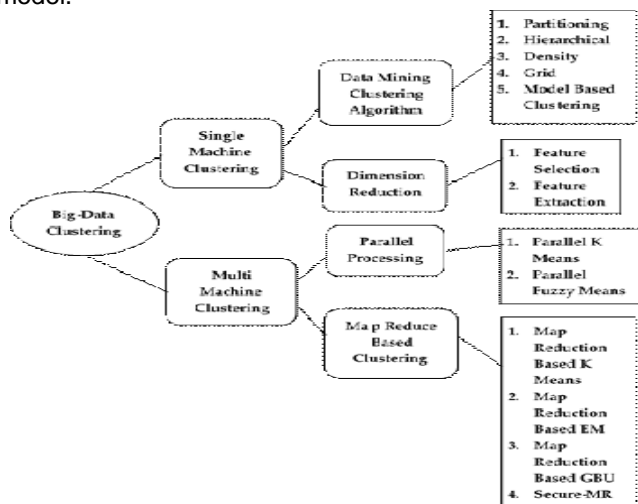 model.
Big-Data
Clustering
Single
Machine
Clustering
Multi
Machine
Clustering
Data Mining
Clustering
Algorithm
Dimension
Reduction
Parallel
Processing
Map Reduce
Based
Clustering
1. Partitioning
2. Hierarchical
3. Density
4. Grid
5. Model Based
Clustering
1. Feature
Selection
2. Feature
Extraction
1. Parallel K
Means
2. Parallel
Fuzzy Means
1. Map
Reduction
Based K
Means
2. Map
Reduction
Based EM
3. Map
Reduction
Based GBU
4. Secure-MR